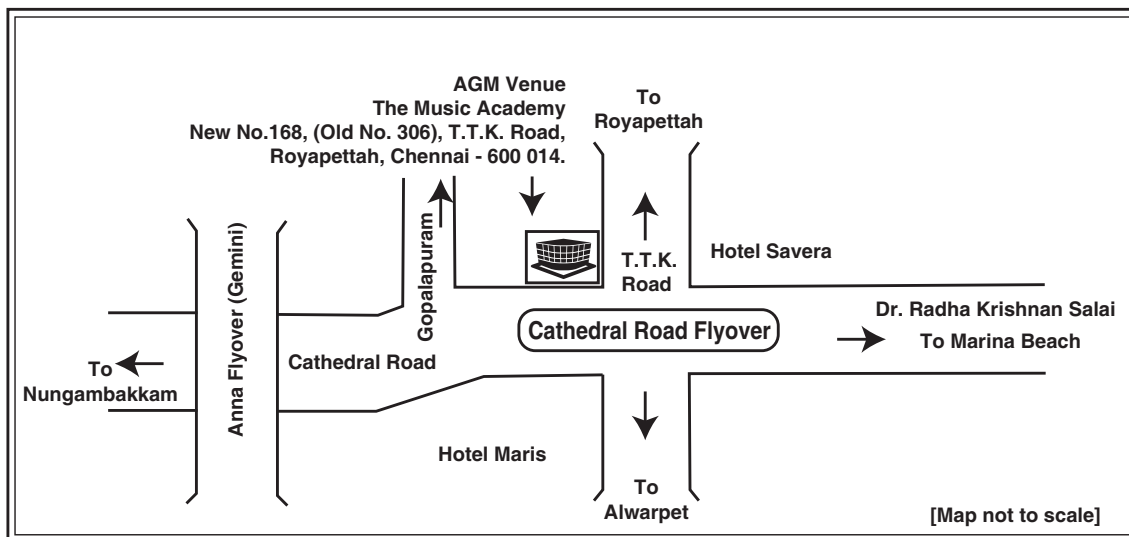 AGM Venue
The Music Academy
New No.168, (Old No. 306), T.T.K. Road,
Royapettah, Chennai - 600 014.
To
Royapettah
Anna Flyover (Gemini)
Gopalapuram
T.T.K.
Road
Hotel Savera
Dr. Radha Krishnan Salai
To Marina Beach
Cathedral Road Flyover
Cathedral Road
To
Nungambakkam
Hotel Maris
To
Alwarpet
[Map not to scale]